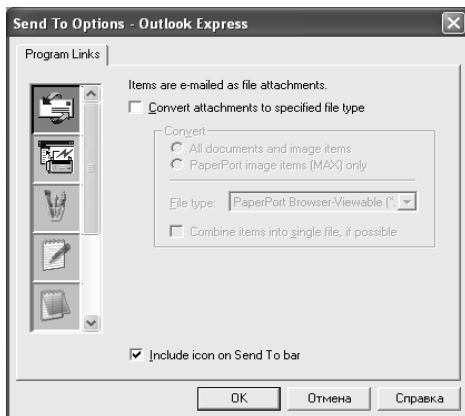 Send To Options - Outlook Express
Program Links
Items are e-mailed as file attachments.
Convert attachments to specified file type
Convert
All documents and image items
PaperPort image items (MAX) only
File type: PaperPort Browser-Viewable (*.
Combine items into single file, if possible
Include icon on Send To bar
OK Отмена Справка